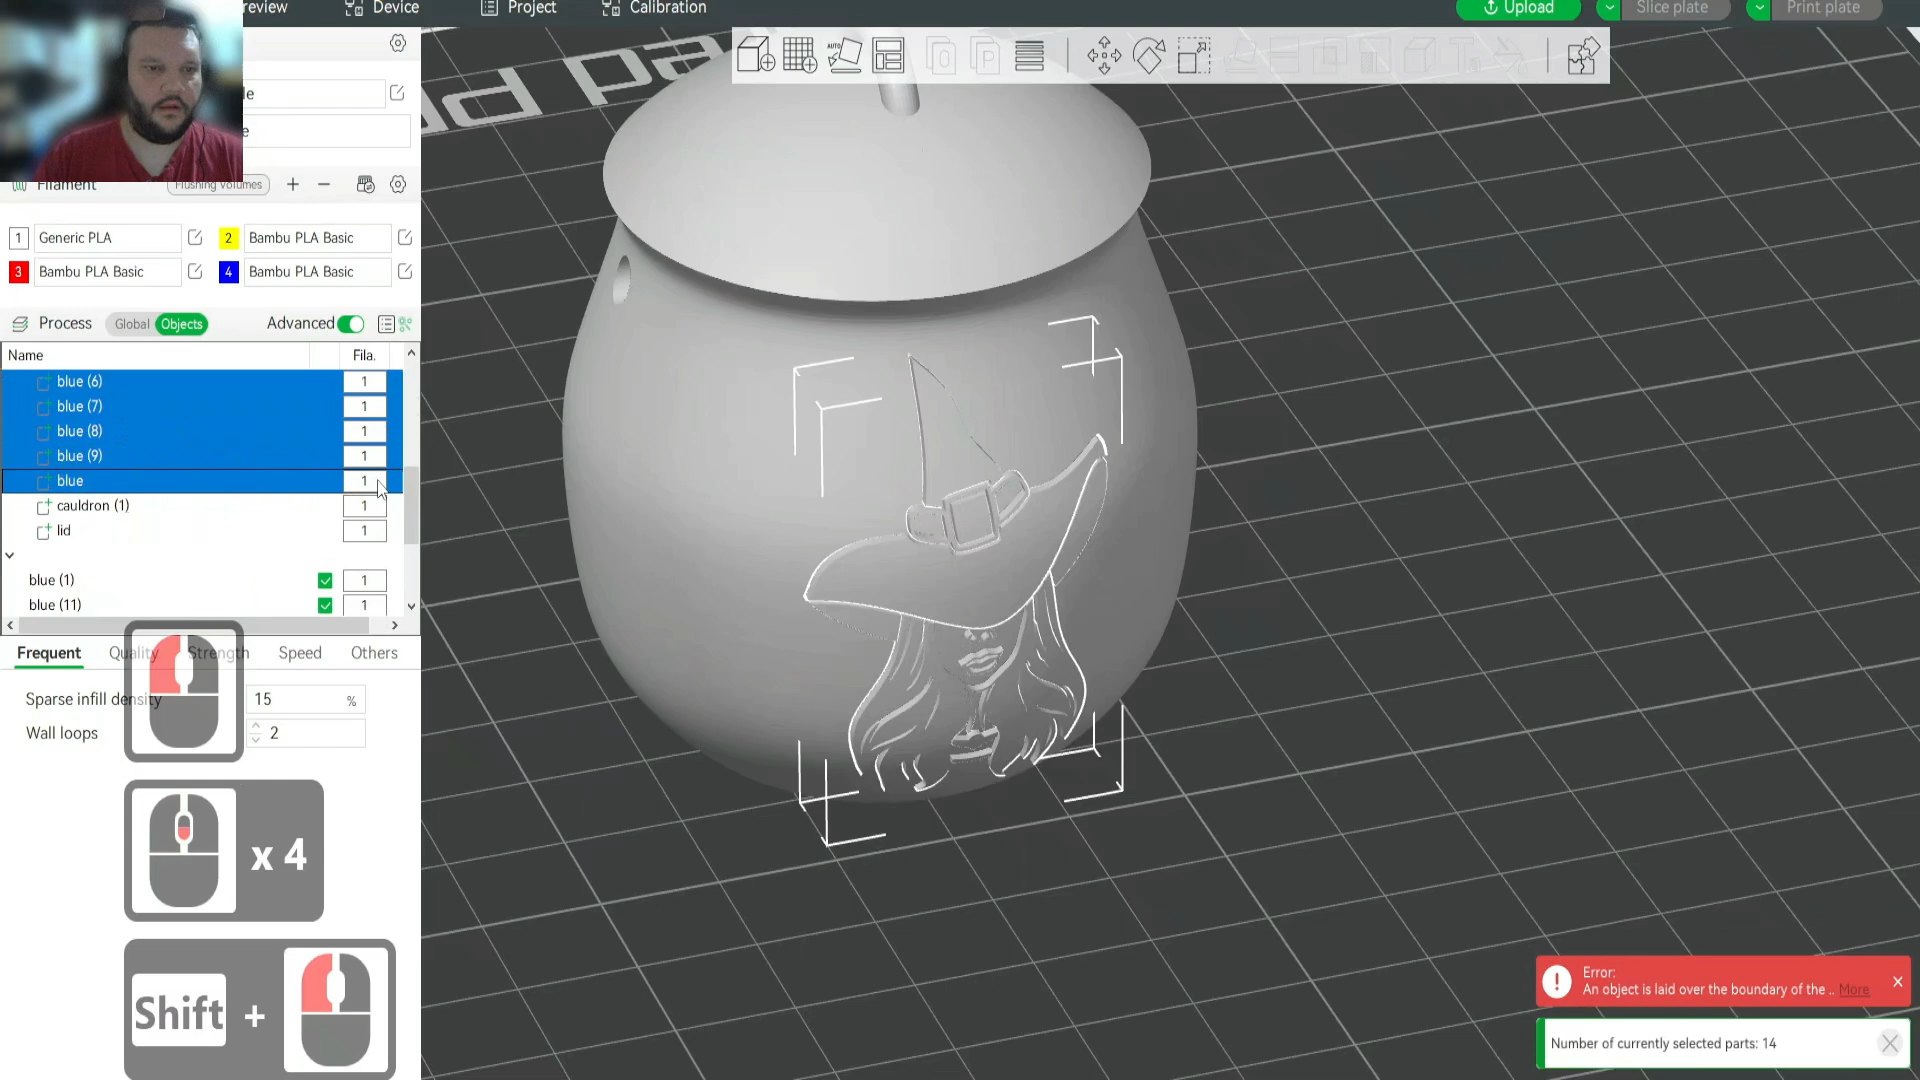 review
Device
Project
Calibration
Upload
Slice plate
Print plate
le
e
Filament
Flushing volumes
1 Generic PLA
2 Bambu PLA Basic
3 Bambu PLA Basic
4 Bambu PLA Basic
Process
Global
Objects
Advanced
Name
Fila.
blue (6) 1
blue (7) 1
blue (8) 1
blue (9) 1
blue 1
cauldron (1) 1
lid 1
blue (1) 1
blue (11) 1
Frequent
Quality
Strength
Speed
Others
Sparse infill density 15 %
Wall loops 2
x 4
Shift +
AUTO
Error:
An object is laid over the boundary of the .. More
Number of currently selected parts: 14